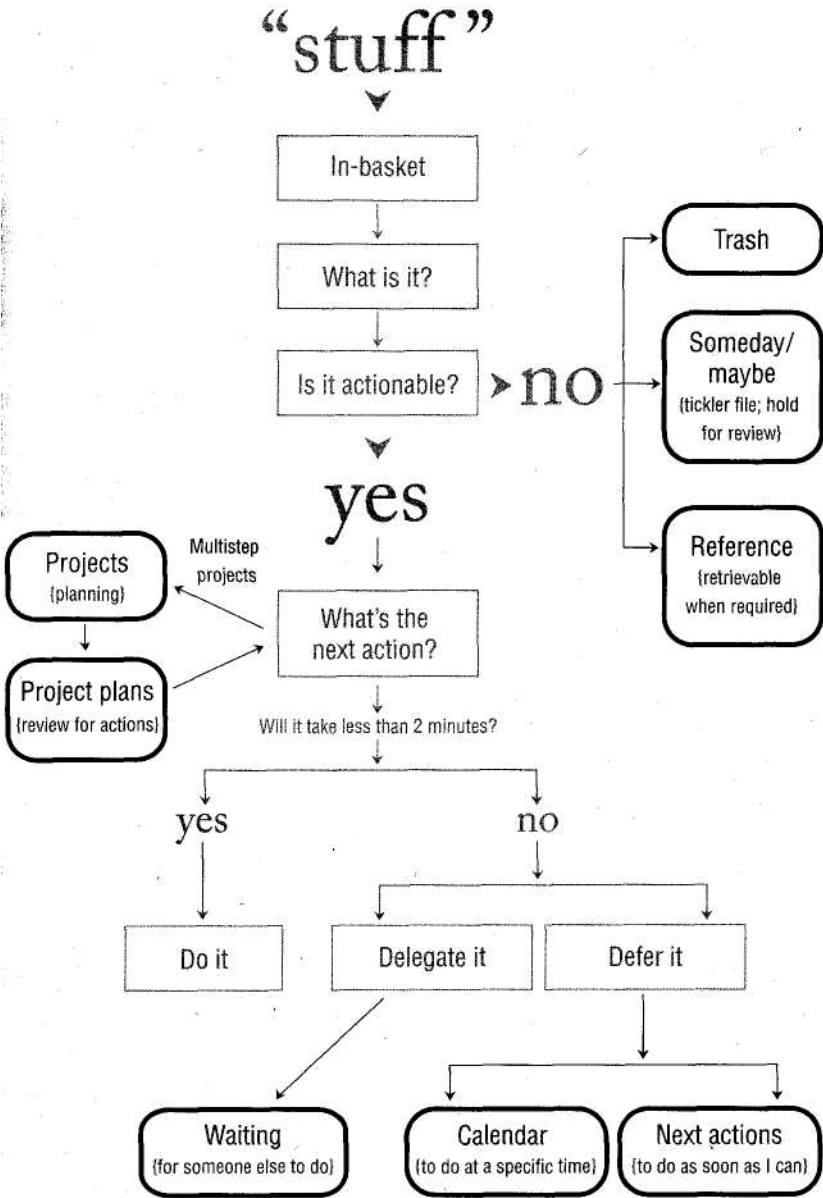 “stuff”
In-basket
What is it?
Is it actionable?
no
Trash
Someday/
maybe
{tickler file; hold
for review}
Reference
{retrievable
when required}
yes
Multistep
projects
Projects
{planning}
Project plans
{review for actions}
What's the
next action?
Will it take less than 2 minutes?
yes
no
Do it
Delegate it
Defer it
Waiting
{for someone else to do}
Calendar
{to do at a specific time}
Next actions
{to do as soon as I can}